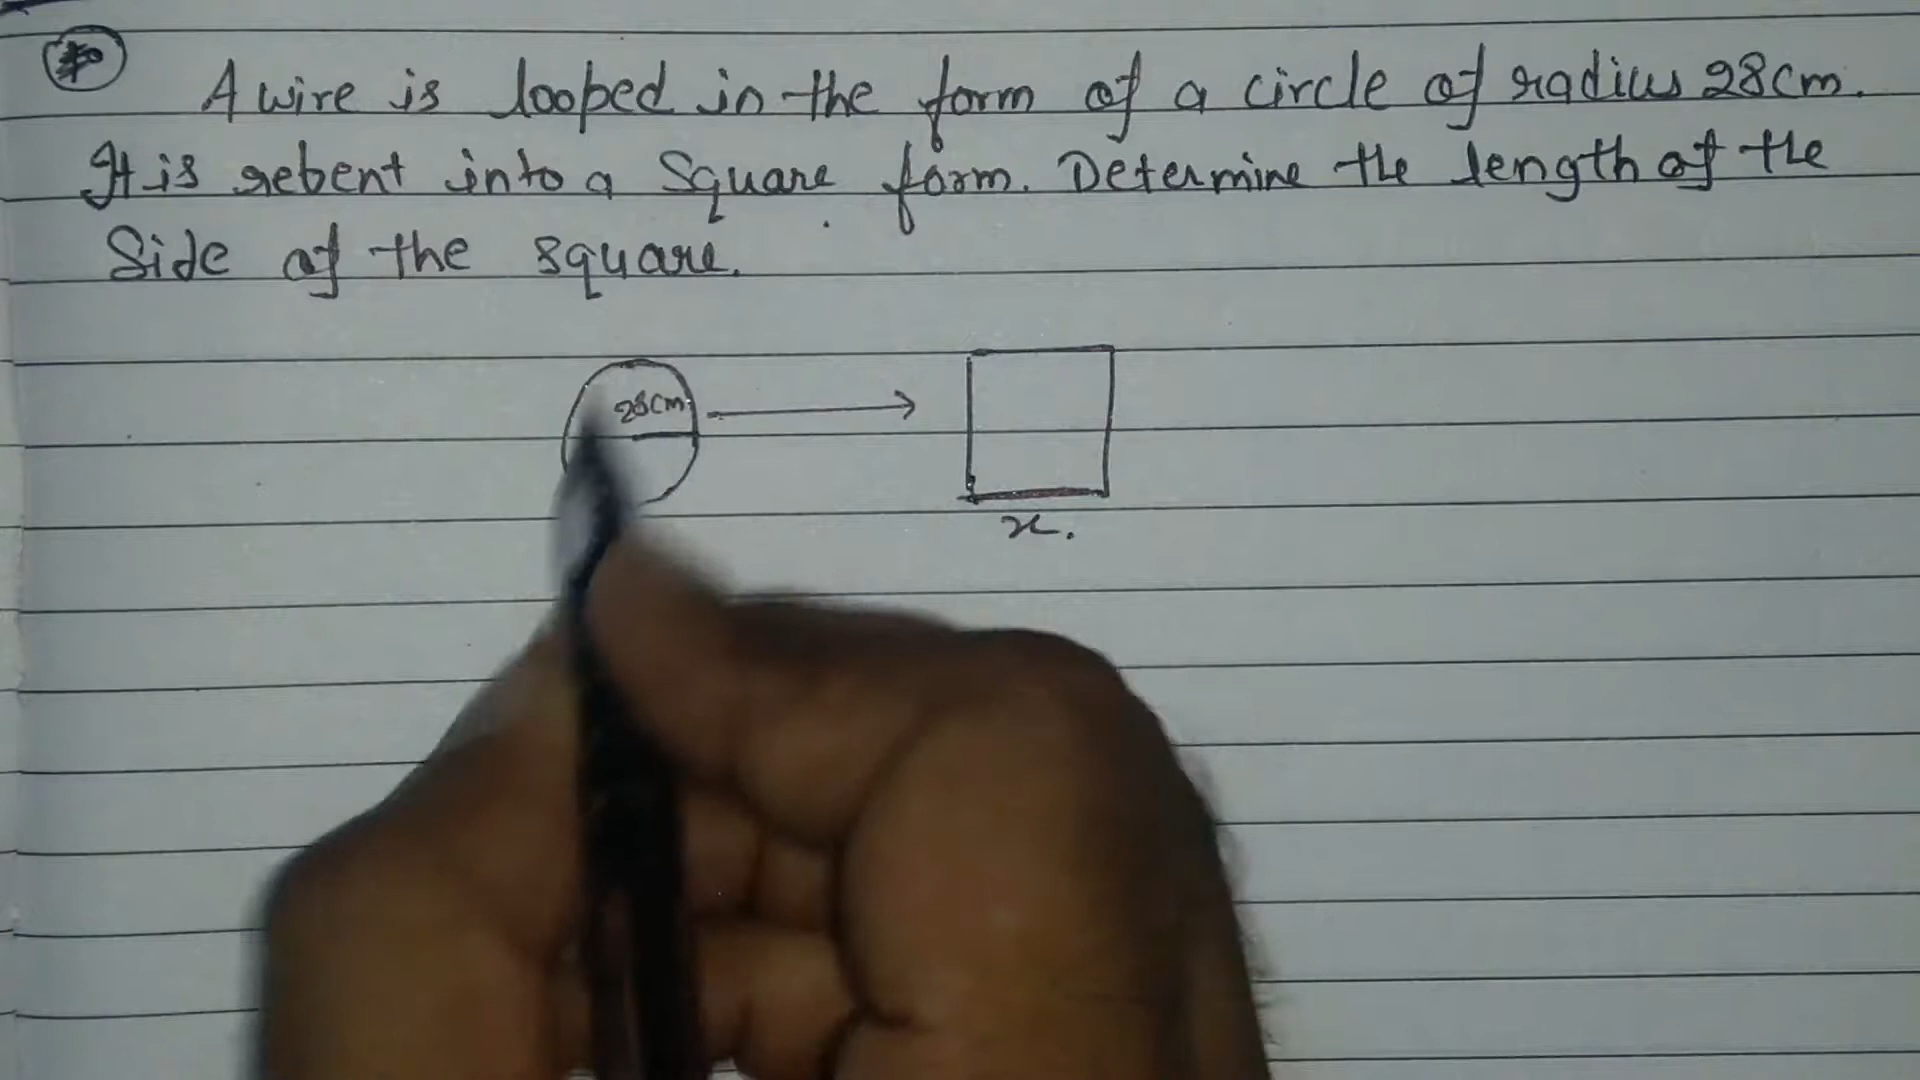 A wire is looped in the form of a circle of radius 28cm.
It is rebent into a square form. Determine the length of the
Side of the square.
28cm
x.